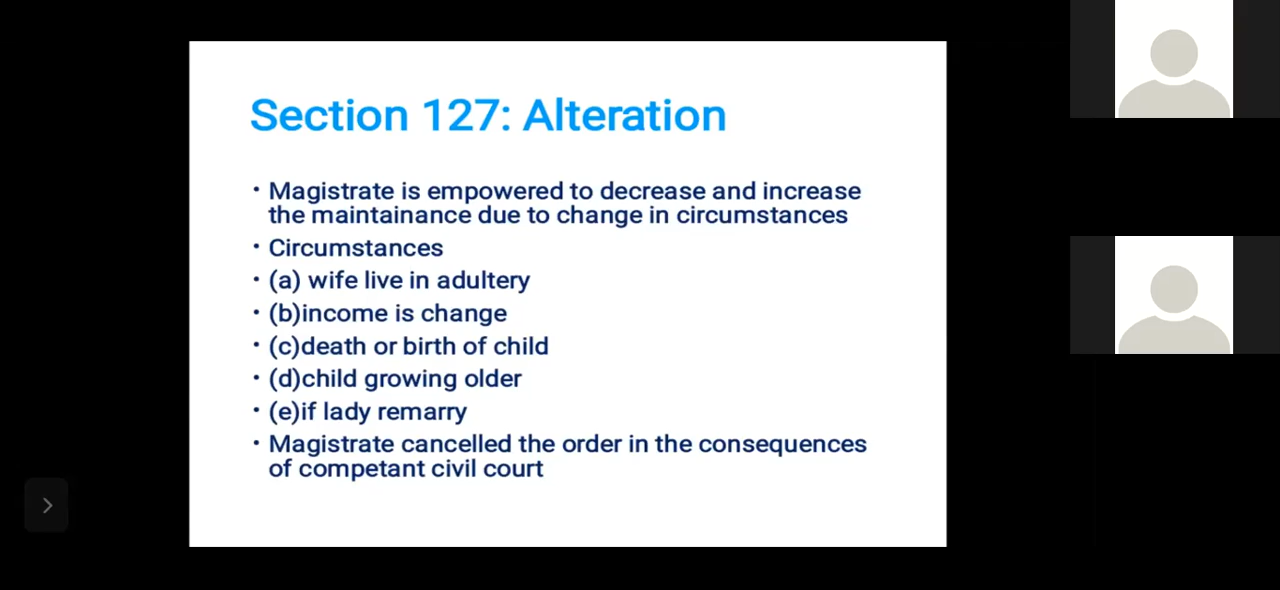 Section 127: Alteration
• Magistrate is empowered to decrease and increase
the maintainance due to change in circumstances
• Circumstances
• (a) wife live in adultery
• (b)income is change
• (c)death or birth of child
• (d)child growing older
• (e)if lady remarry
• Magistrate cancelled the order in the consequences
of competant civil court